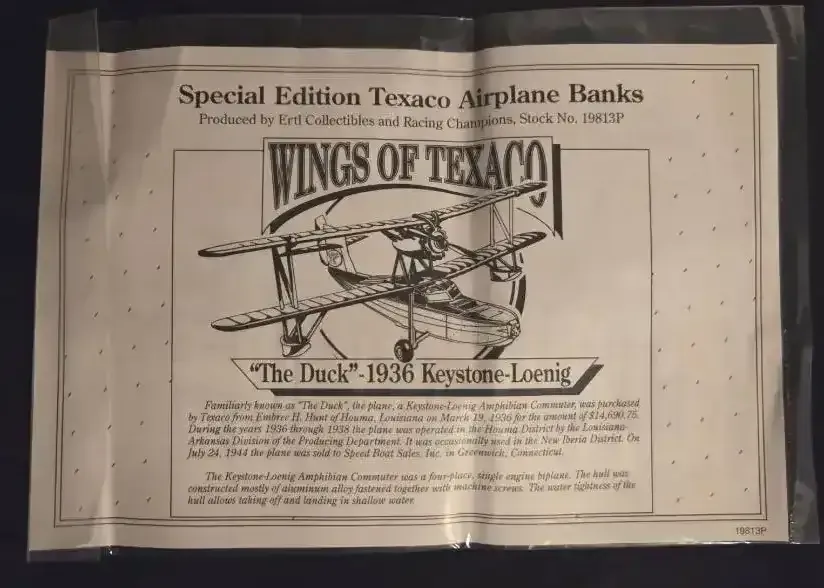 Special Edition Texaco Airplane Banks
Produced by Ertl Collectibles and Racing Champions, Stock No. 19813P
WINGS OF TEXACO
"The Duck"-1936 Keystone-Loenig
Familiarly known as "The Duck", the plane, a Keystone-Loenig Amphibian Commuter, was purchased
by Texaco from Embree H. Hunt of Houma, Louisiana on March 19, 1936 for the amount of $14,690.75.
During the years 1936 through 1938 the plane was operated in the Houma District by the Louisiana-
Arkansas Division of the Producing Department. It was occasionally used in the New Iberia District. On
July 24, 1944 the plane was sold to Speed Boat Sales, Inc. in Greenwich, Connecticut.
The Keystone-Loenig Amphibian Commuter was a four-place, single engine biplane. The hull was
constructed mostly of aluminum alloy fastened together with machine screws. The water tightness of the
hull allows taking off and landing in shallow water.
19813P